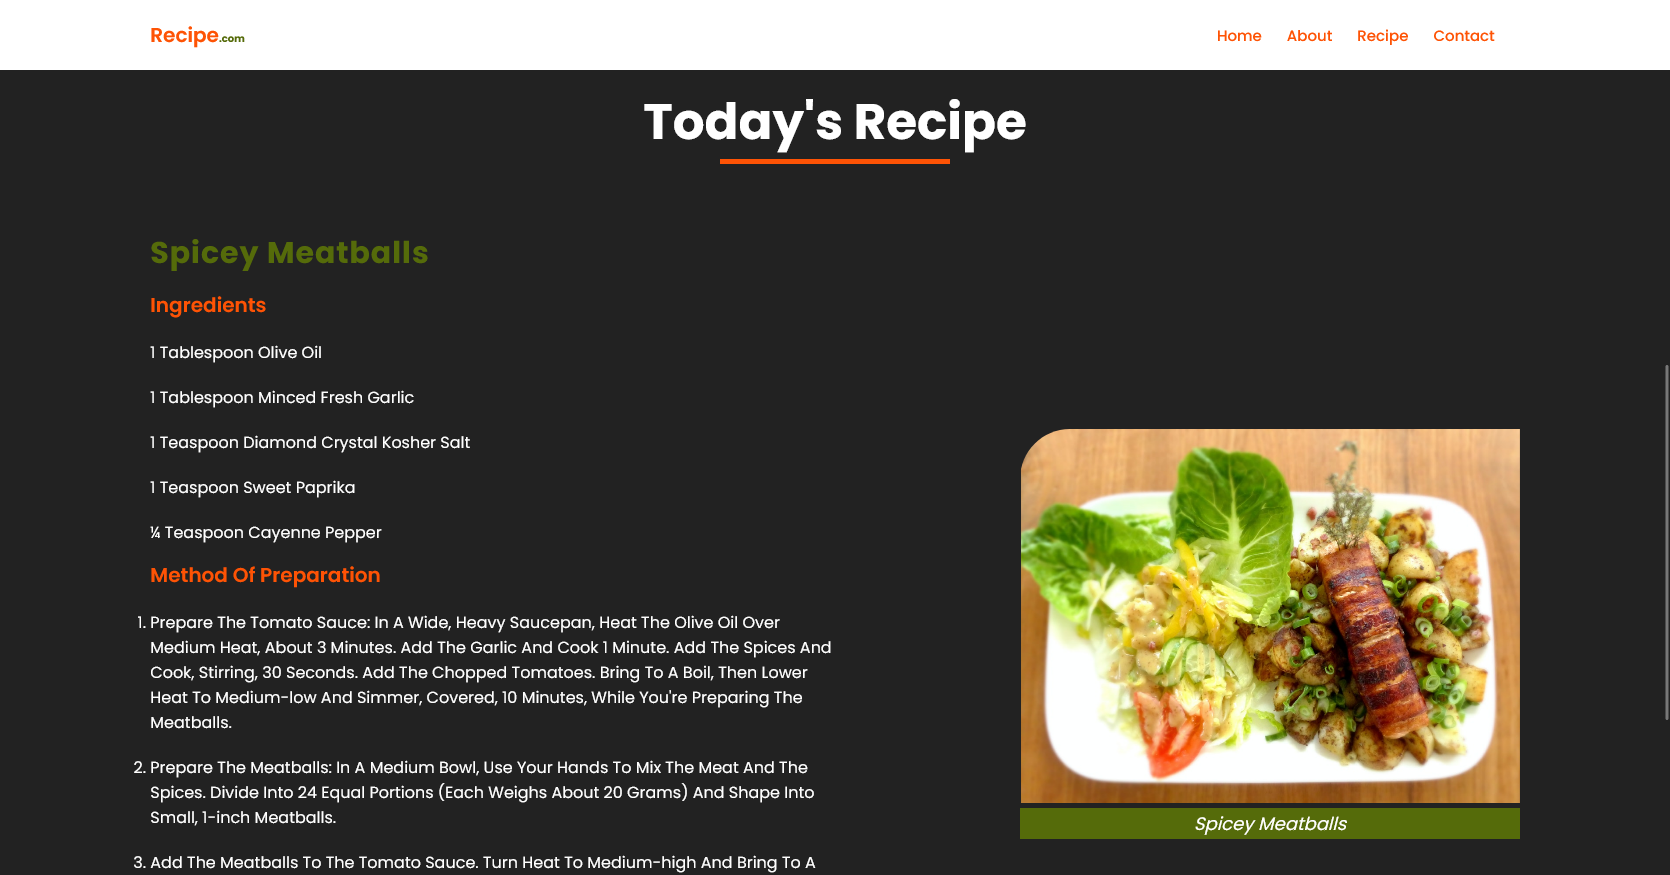 Recipe.com
Home About Recipe Contact
Today's Recipe
Spicey Meatballs
Ingredients
1 Tablespoon Olive Oil
1 Tablespoon Minced Fresh Garlic
1 Teaspoon Diamond Crystal Kosher Salt
1 Teaspoon Sweet Paprika
¼ Teaspoon Cayenne Pepper
Method Of Preparation
1. Prepare The Tomato Sauce: In A Wide, Heavy Saucepan, Heat The Olive Oil Over
Medium Heat, About 3 Minutes. Add The Garlic And Cook 1 Minute. Add The Spices And
Cook, Stirring, 30 Seconds. Add The Chopped Tomatoes. Bring To A Boil, Then Lower
Heat To Medium-low And Simmer, Covered, 10 Minutes, While You're Preparing The
Meatballs.
2. Prepare The Meatballs: In A Medium Bowl, Use Your Hands To Mix The Meat And The
Spices. Divide Into 24 Equal Portions (Each Weighs About 20 Grams) And Shape Into
Small, 1-inch Meatballs.
3. Add The Meatballs To The Tomato Sauce. Turn Heat To Medium-high And Bring To A
Spicey Meatballs